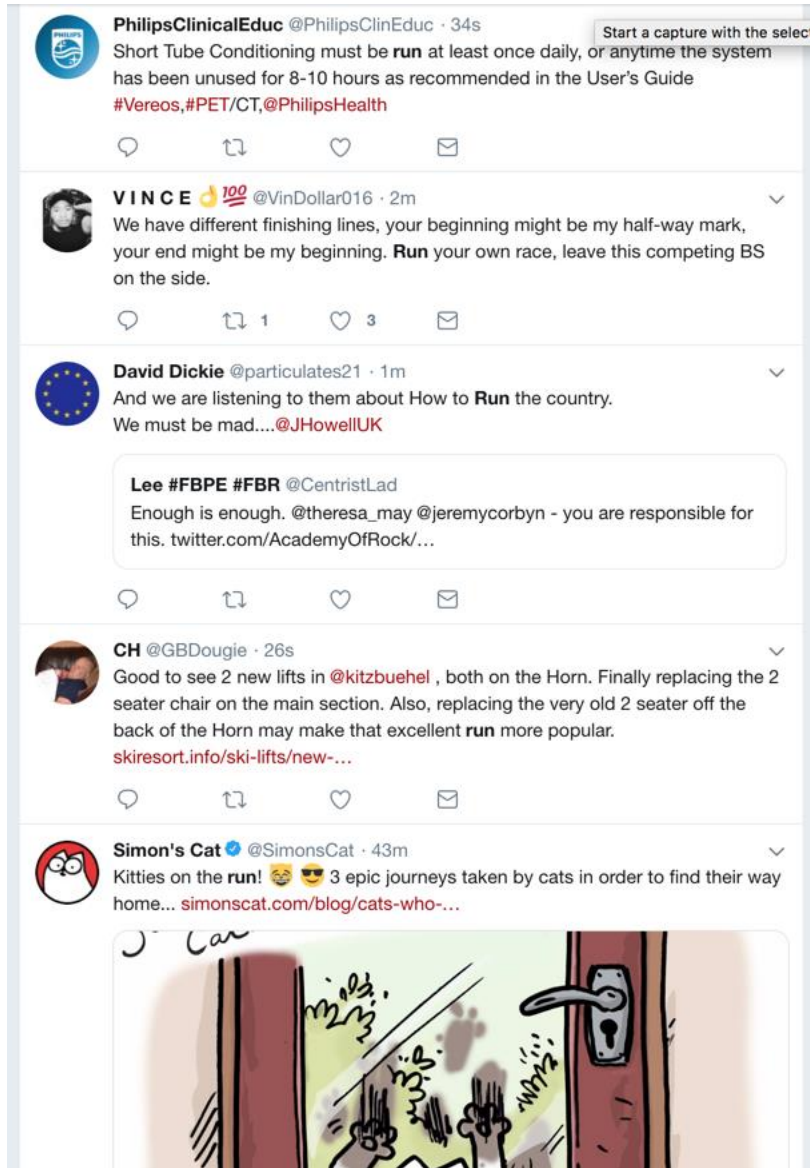 PHILIPS
PhilipsClinicalEduc @PhilipsClinEduc · 34s
Start a capture with the selec
Short Tube Conditioning must be run at least once daily, or anytime the system
has been unused for 8-10 hours as recommended in the User's Guide
#Vereos,#PET/CT,@PhilipsHealth
V I N C E 👌 💯 @VinDollar016 · 2m
We have different finishing lines, your beginning might be my half-way mark,
your end might be my beginning. Run your own race, leave this competing BS
on the side.
1 3
David Dickie @particulates21 · 1m
And we are listening to them about How to Run the country.
We must be mad....@JHowellUK
Lee #FBPE #FBR @CentristLad
Enough is enough. @theresa_may @jeremycorbyn - you are responsible for
this. twitter.com/AcademyOfRock/…
CH @GBDougie · 26s
Good to see 2 new lifts in @kitzbuehel , both on the Horn. Finally replacing the 2
seater chair on the main section. Also, replacing the very old 2 seater off the
back of the Horn may make that excellent run more popular.
skiresort.info/ski-lifts/new-…
Simon's Cat @SimonsCat · 43m
Kitties on the run! 😸 😎 3 epic journeys taken by cats in order to find their way
home... simonscat.com/blog/cats-who-…